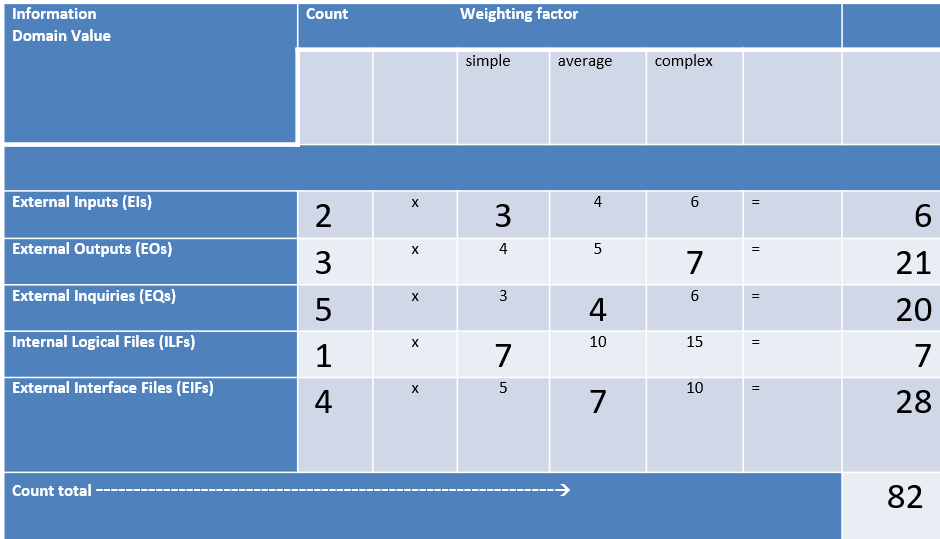 Information Count Weighting factor
Domain Value
simple average complex
External Inputs (EIs) 2 x 3 4 6 = 6
External Outputs (EOs) 3 x 4 5 7 = 21
External Inquiries (EQs) 5 x 3 4 6 = 20
Internal Logical Files (ILFs) 1 x 7 10 15 = 7
External Interface Files (EIFs) 4 x 5 7 10 = 28
Count total 82